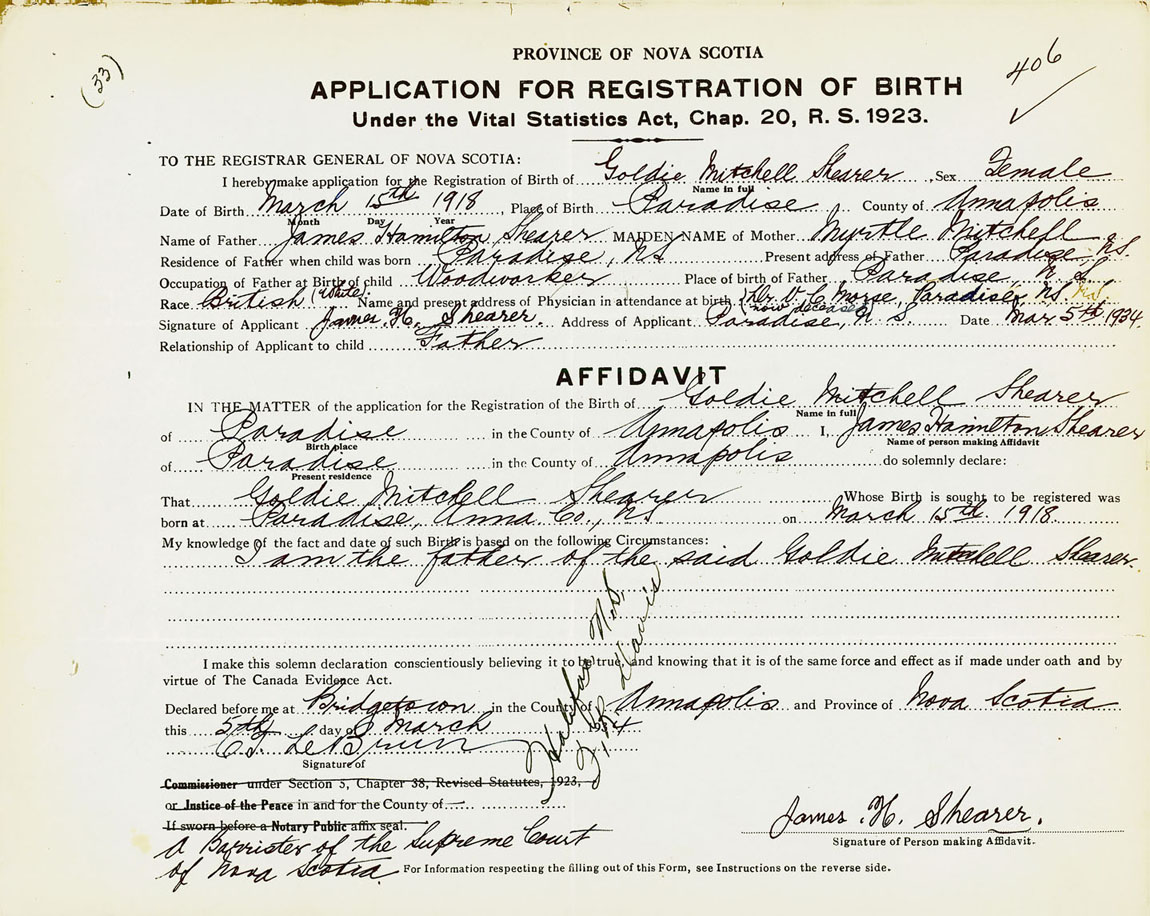 (33)
PROVINCE OF NOVA SCOTIA
406
APPLICATION FOR REGISTRATION OF BIRTH
Under the Vital Statistics Act, Chap. 20, R. S. 1923.
TO THE REGISTRAR GENERAL OF NOVA SCOTIA:
I hereby make application for the Registration of Birth of Goldie Mitchell Shearer, Sex Female
Name in full
Date of Birth March 15th 1918, Place of Birth Paradise County of Annapolis
Month Day Year
Name of Father James Hamilton Shearer MAIDEN NAME of Mother Myrtle Mitchell
Residence of Father when child was born Paradise, NS Present address of Father Paradise NS.
Occupation of Father at Birth of child Woodworker Place of birth of Father Paradise, N S
Race British (White). Name and present address of Physician in attendance at birth Dr. V. C. Morse, Paradise, NS
(now deceased)
Signature of Applicant James. H. Shearer. Address of Applicant Paradise, N. S. Date Mar 5th 1934.
Relationship of Applicant to child Father
AFFIDAVIT
IN THE MATTER of the application for the Registration of the Birth of Goldie Mitchell Shearer
Name in full
of Paradise in the County of Annapolis I, James Hamilton Shearer
Birth place Name of person making Affidavit
of Paradise in the County of Annapolis do solemnly declare:
Present residence
That Goldie Mitchell Shearer Whose Birth is sought to be registered was
born at Paradise, Anna. Co., NS on March 15th. 1918.
My knowledge of the fact and date of such Birth is based on the following Circumstances:
I am the father of the said Goldie Mitchell Shearer.
I make this solemn declaration conscientiously believing it to be true, and knowing that it is of the same force and effect as if made under oath and by
virtue of The Canada Evidence Act.
Declared before me at Bridgetown in the County of Annapolis and Province of Nova Scotia
this 5th day of March 1934
Halifax N.S.
Harris
LeBrun
Signature of
Commissioner under Section 5, Chapter 38, Revised Statutes, 1923,
or Justice of the Peace in and for the County of
If sworn before a Notary Public affix seal.
A Barrister of the Supreme Court
of Nova Scotia
James. H. Shearer.
Signature of Person making Affidavit.
For Information respecting the filling out of this Form, see Instructions on the reverse side.